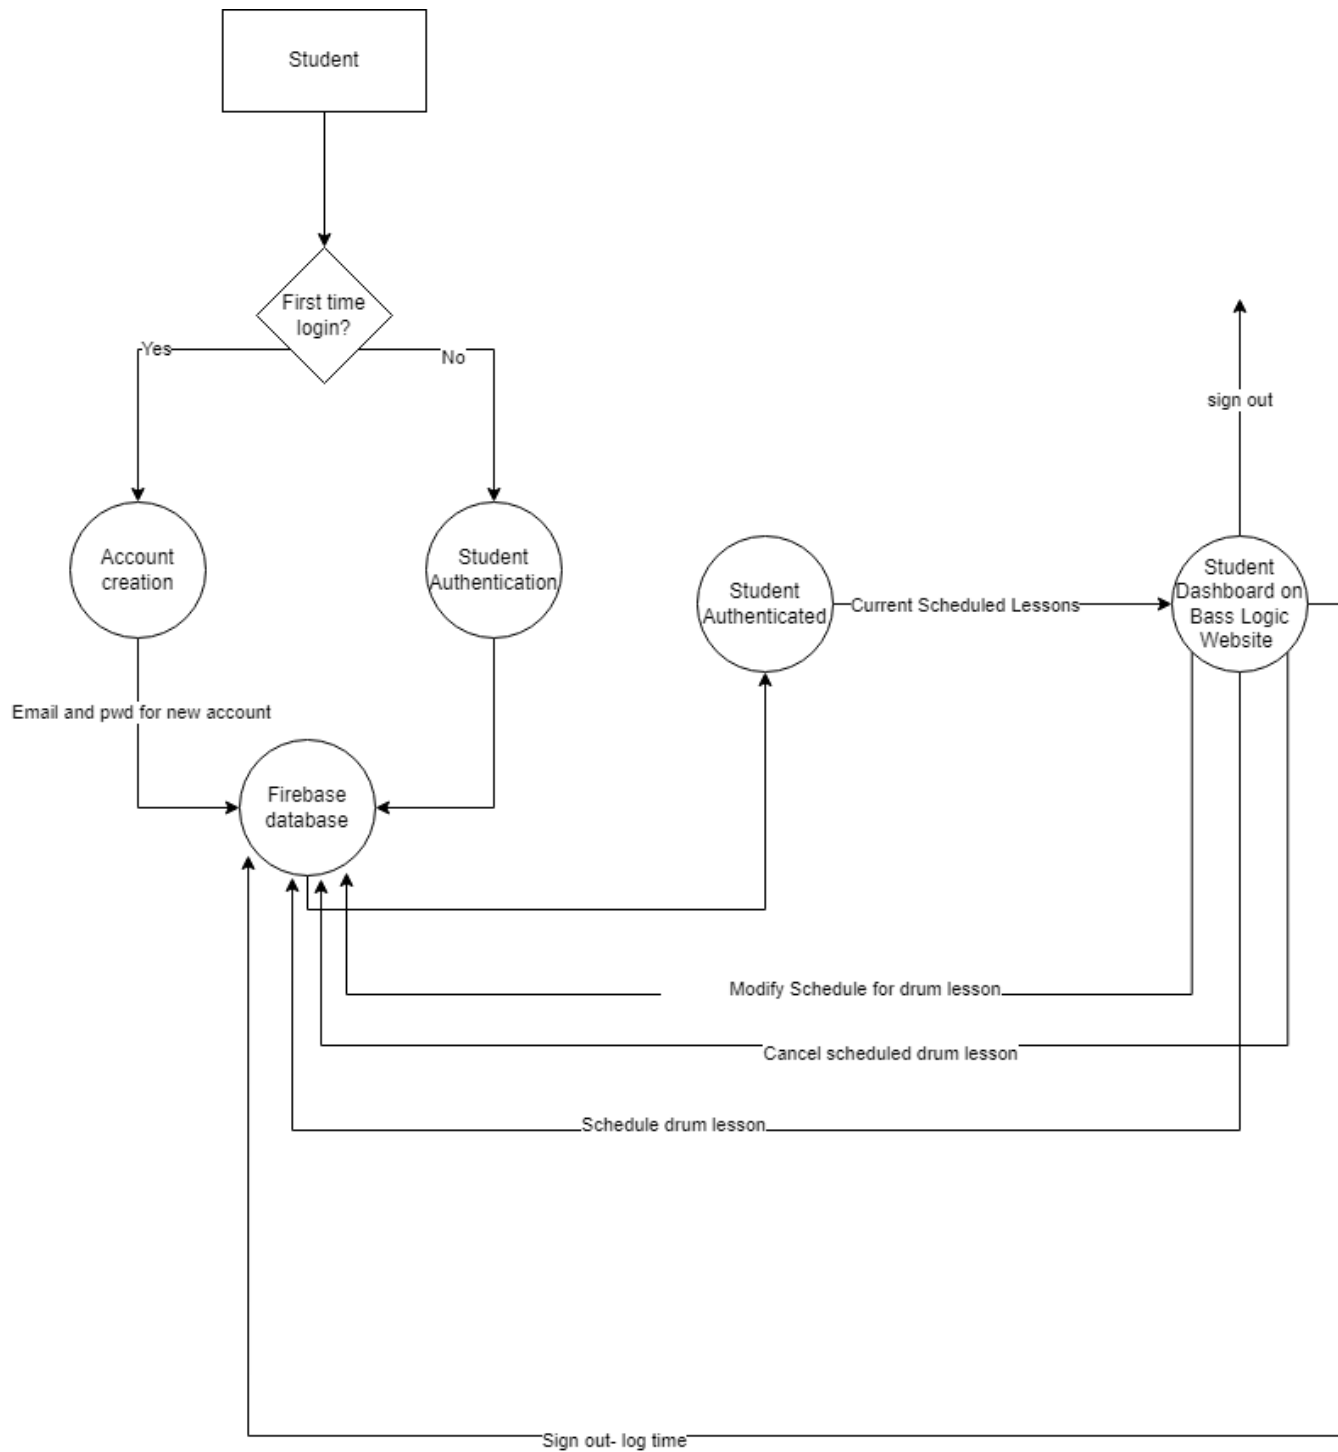 Student
First time
login?
Yes
No
sign out
Account
creation
Student
Authentication
Student
Authenticated
Current Scheduled Lessons
Student
Dashboard on
Bass Logic
Website
Email and pwd for new account
Firebase
database
Modify Schedule for drum lesson
Cancel scheduled drum lesson
Schedule drum lesson
Sign out- log time